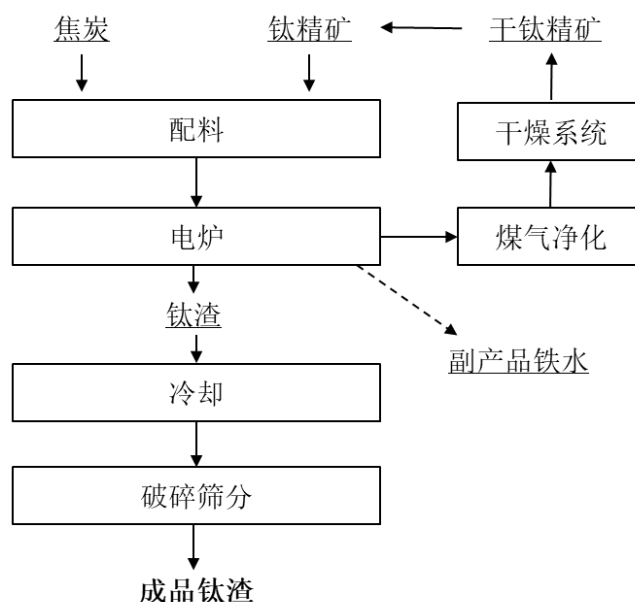 焦炭
钛精矿
干钛精矿
配料
干燥系统
电炉
煤气净化
钛渣
副产品铁水
冷却
破碎筛分
成品钛渣